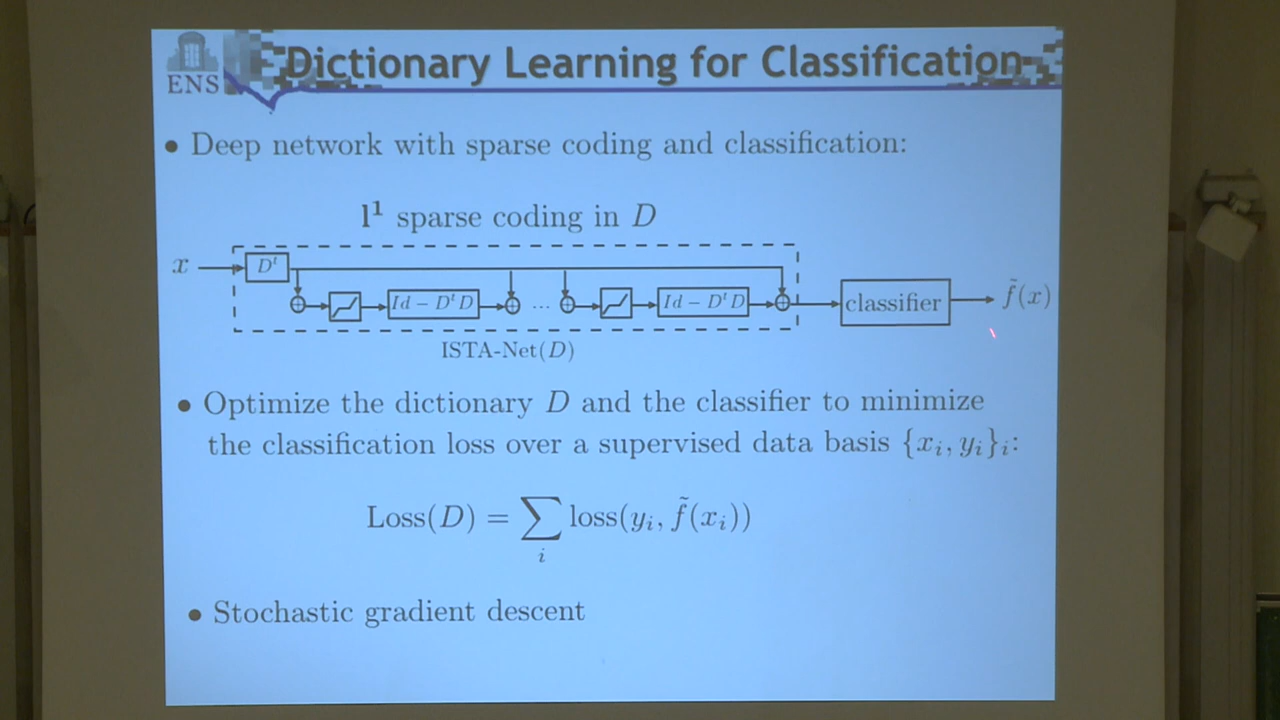 ENS
Dictionary Learning for Classification
• Deep network with sparse coding and classification:
l¹ sparse coding in D
x Dᵗ
Id − DᵗD ... Id − DᵗD classifier f̃(x)
ISTA-Net(D)
• Optimize the dictionary D and the classifier to minimize
the classification loss over a supervised data basis {xᵢ, yᵢ}ᵢ:
Loss(D) = ∑ loss(yᵢ, f̃(xᵢ))
i
• Stochastic gradient descent